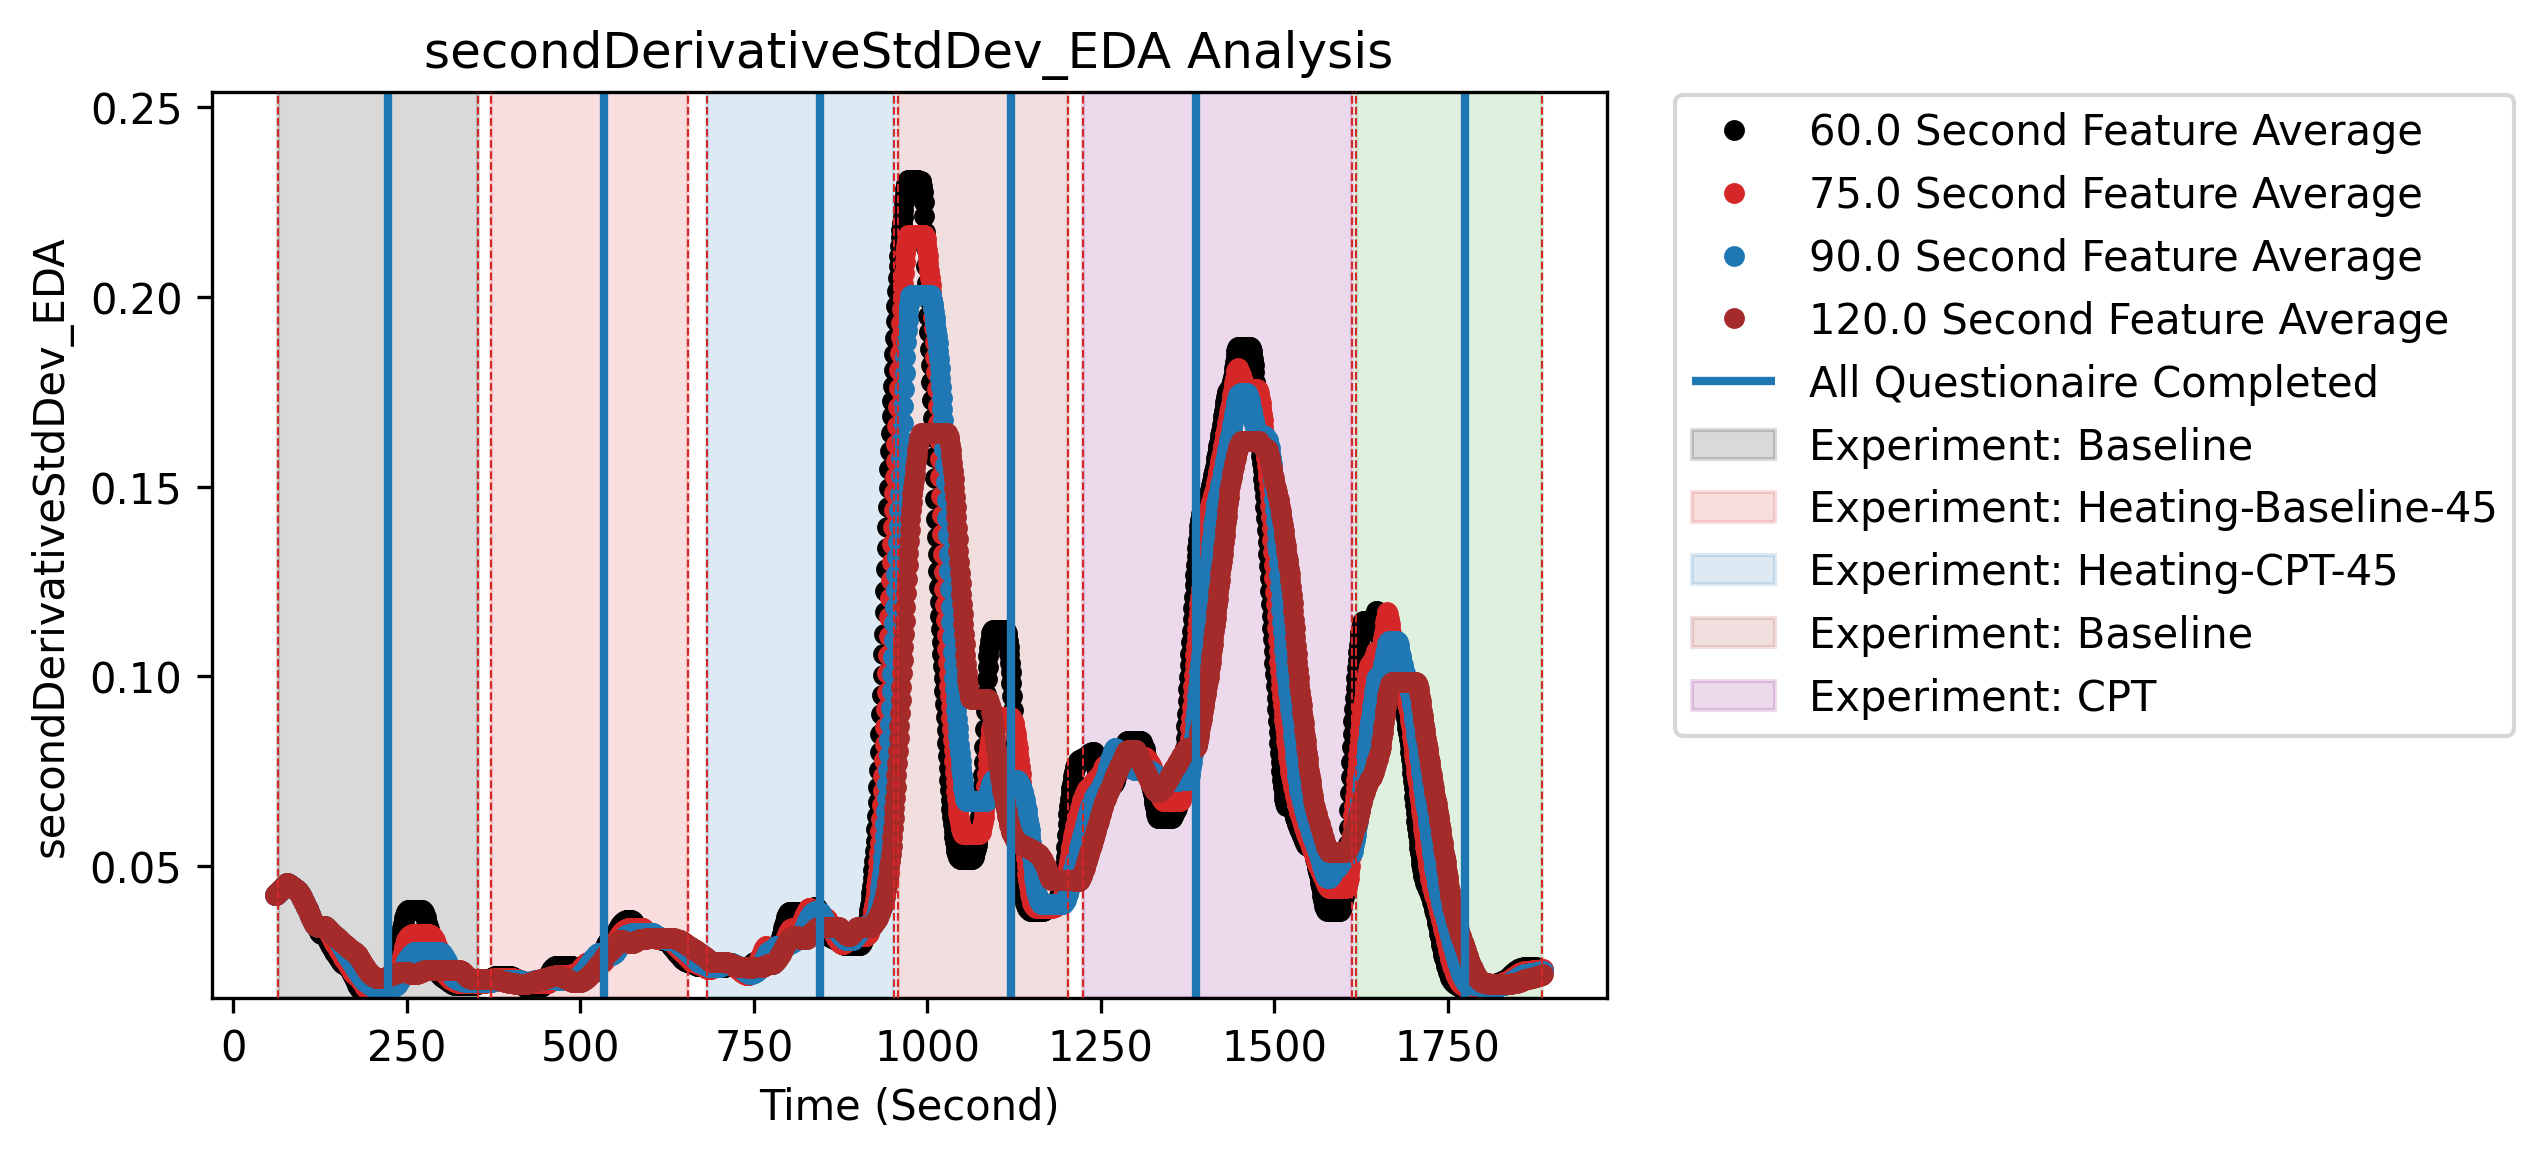 secondDerivativeStdDev_EDA Analysis
secondDerivativeStdDev_EDA
0.25
0.20
0.15
0.10
0.05
0 250 500 750 1000 1250 1500 1750
Time (Second)
60.0 Second Feature Average
75.0 Second Feature Average
90.0 Second Feature Average
120.0 Second Feature Average
All Questionaire Completed
Experiment: Baseline
Experiment: Heating-Baseline-45
Experiment: Heating-CPT-45
Experiment: Baseline
Experiment: CPT